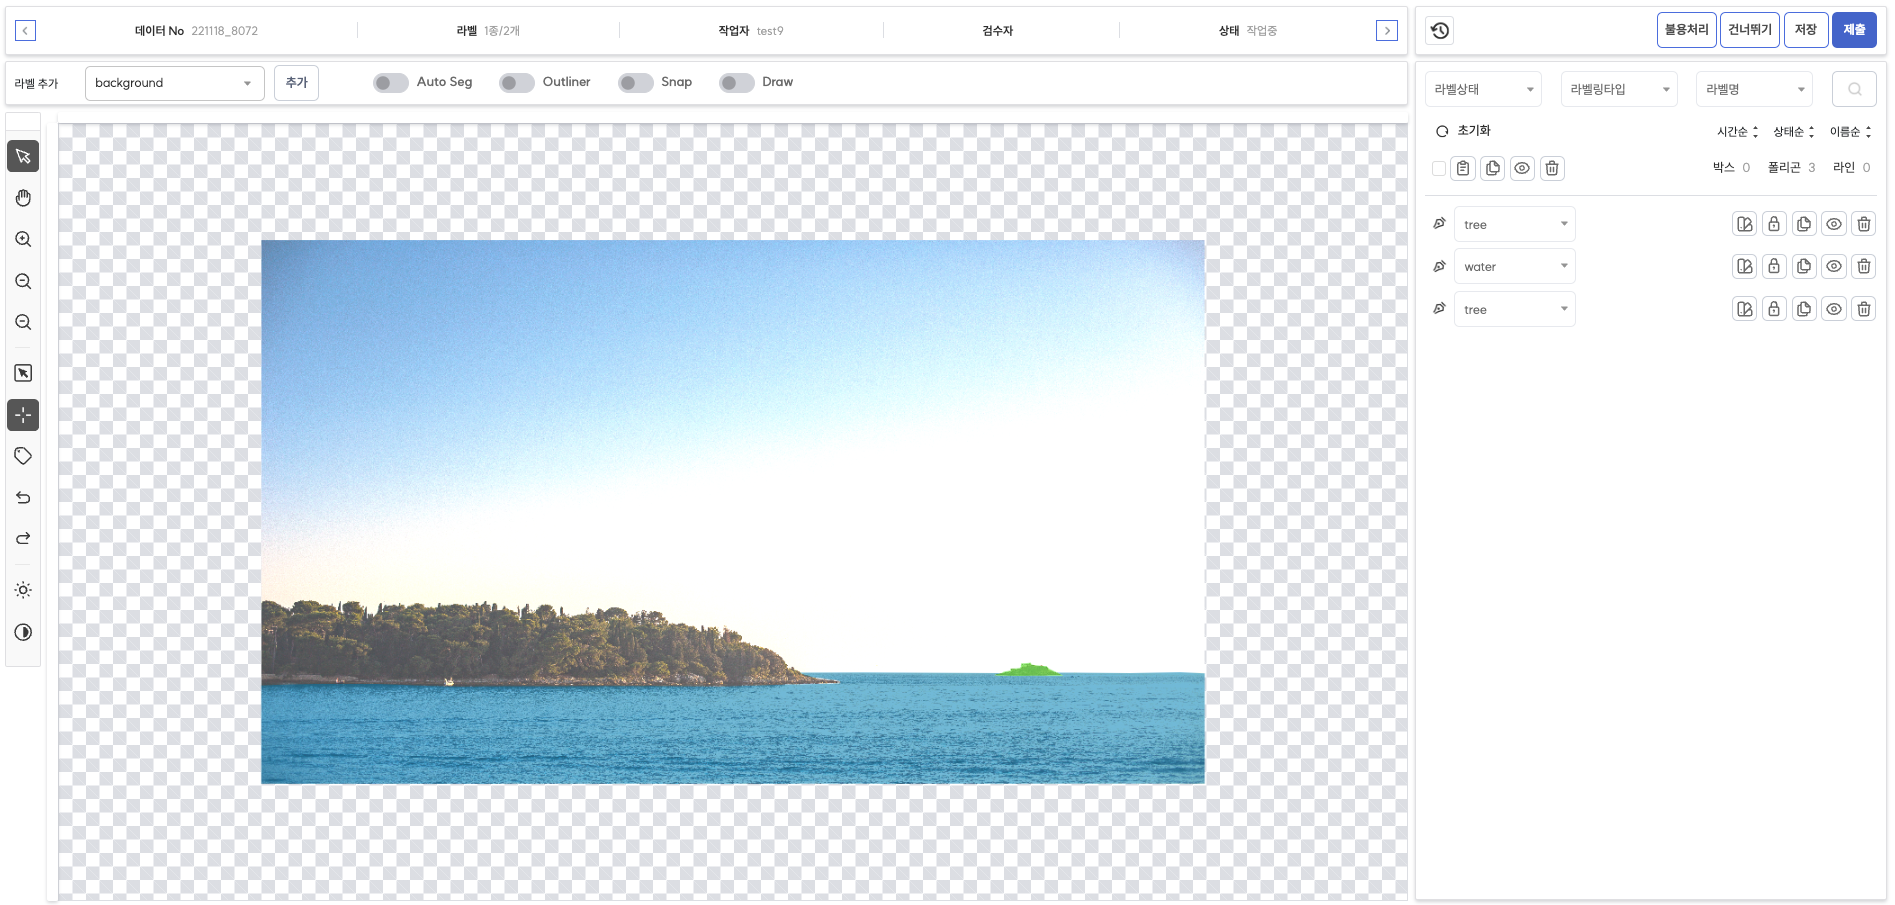 데이터 No 221118_8072 라벨 1종/2개 작업자 test9 검수자 상태 작업중
불용처리 건너뛰기 저장 제출
라벨 추가 background 추가 Auto Seg Outliner Snap Draw
라벨상태 라벨링타입 라벨명
초기화 시간순 상태순 이름순
박스 0 폴리곤 3 라인 0
tree
water
tree